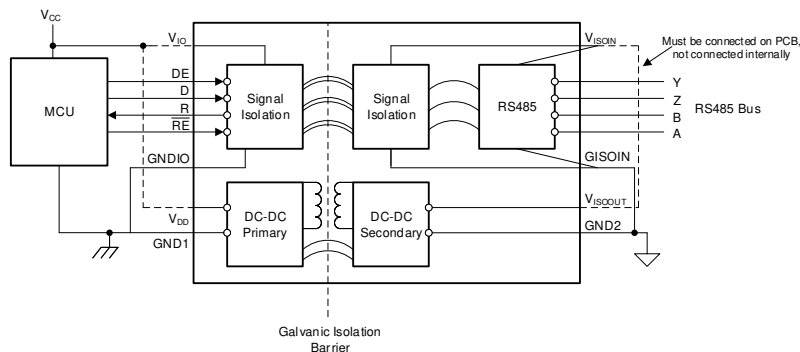 VCC
VIO
VISOIN
Must be connected on PCB,
not connected internally
MCU
DE
D
R
RE
Signal
Isolation
Signal
Isolation
RS485
Y
Z
B
A
RS485 Bus
GNDIO
GISOIN
VDD
GND1
DC-DC
Primary
DC-DC
Secondary
VISOOUT
GND2
Galvanic Isolation
Barrier